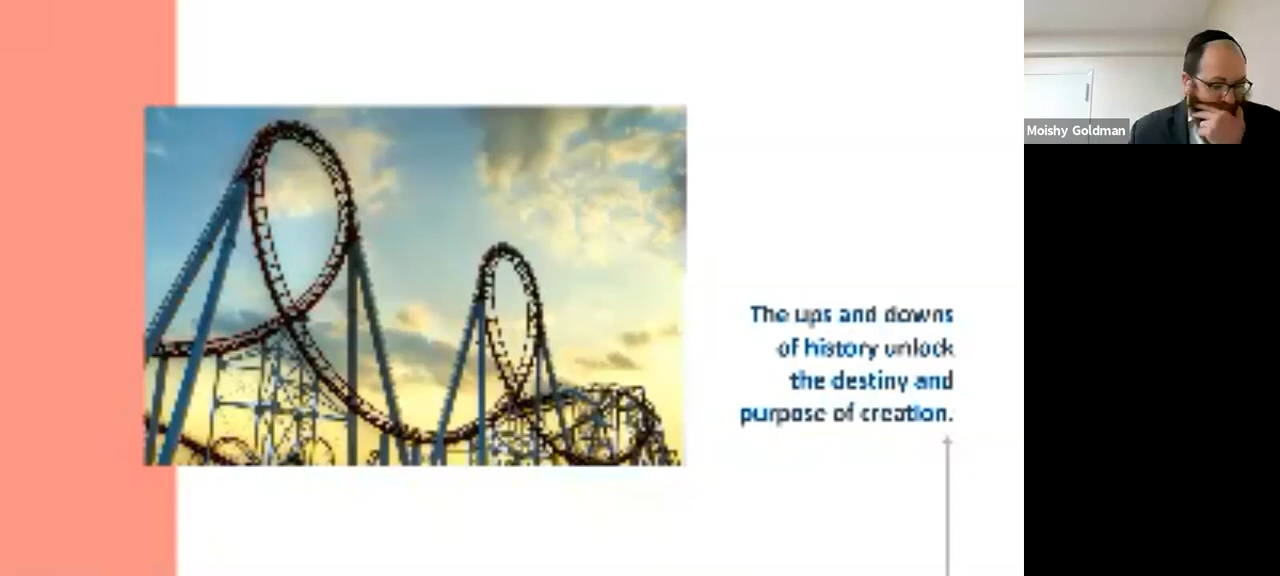 The ups and downs
of history unlock
the destiny and
purpose of creation.
Moishy Goldman